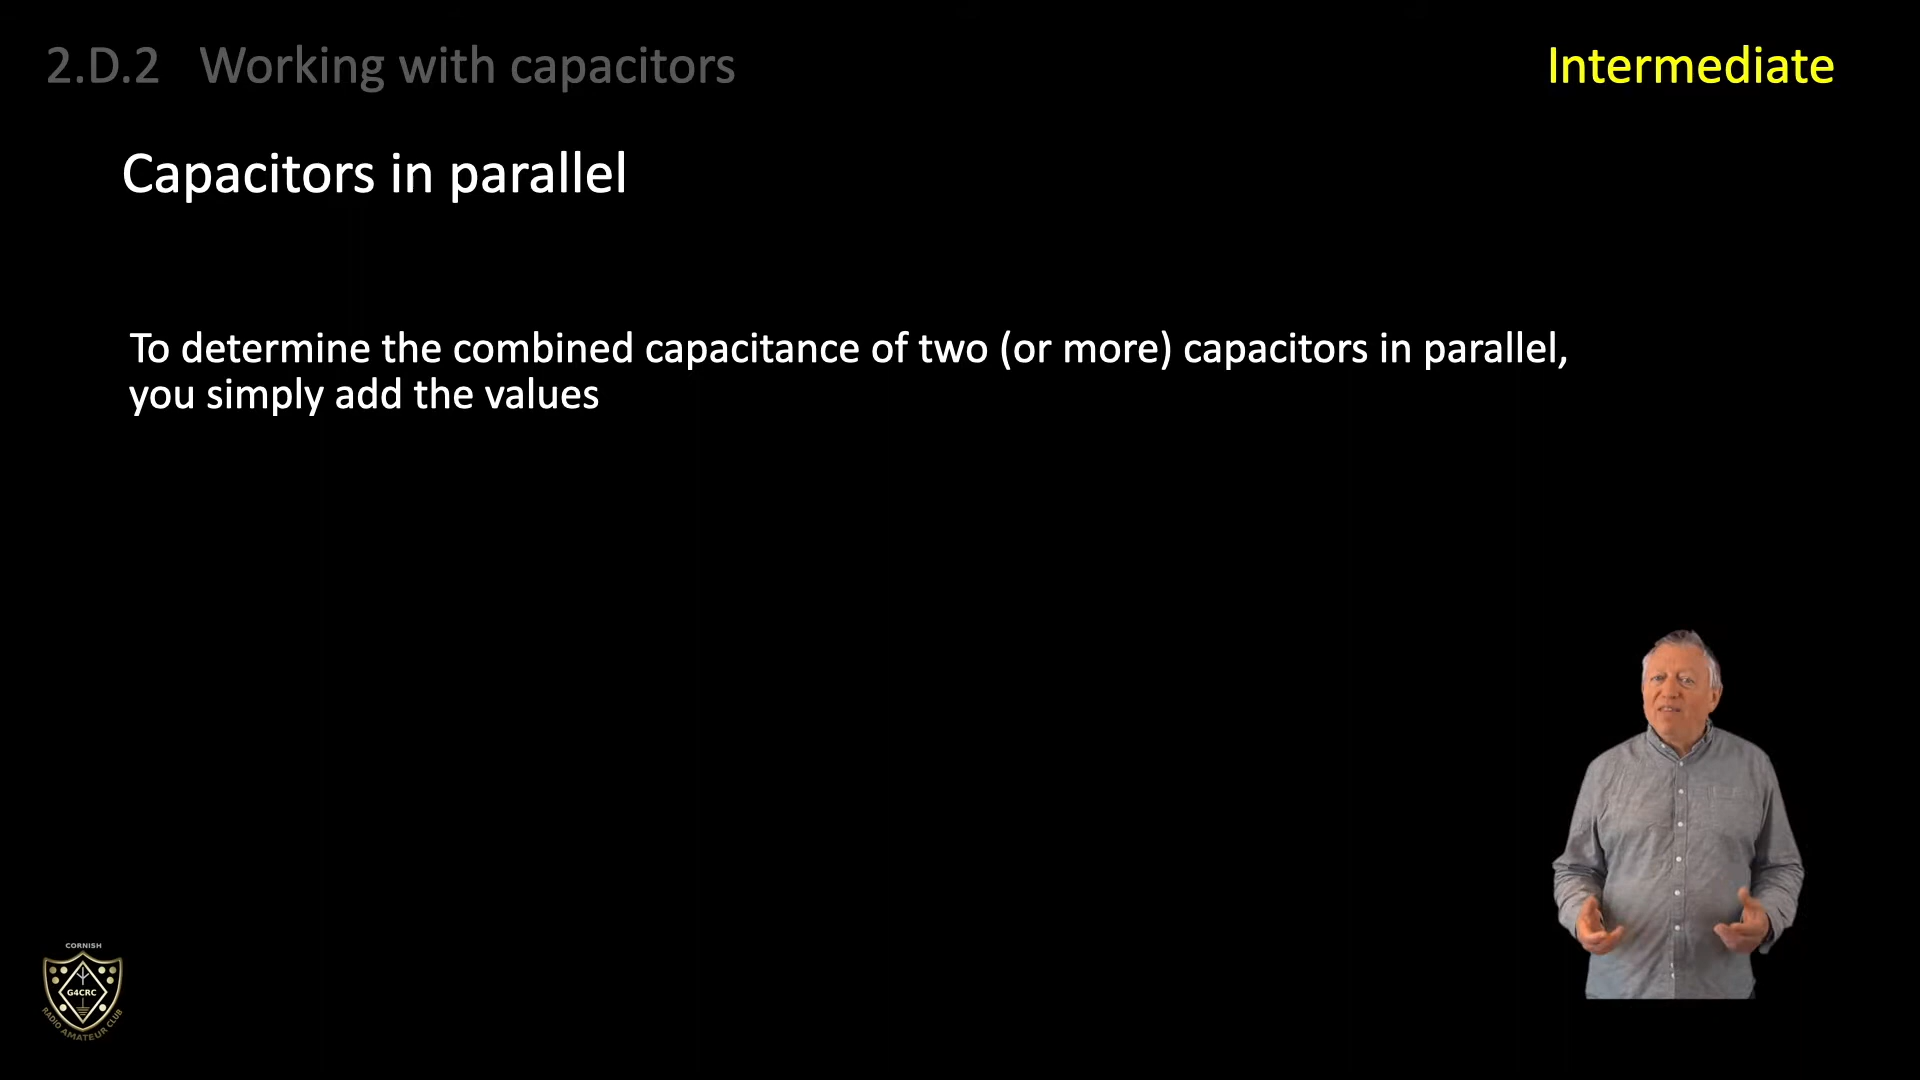 2.D.2 Working with capacitors
Intermediate
Capacitors in parallel
To determine the combined capacitance of two (or more) capacitors in parallel,
you simply add the values
CORNISH
G4CRC
RADIO AMATEUR CLUB